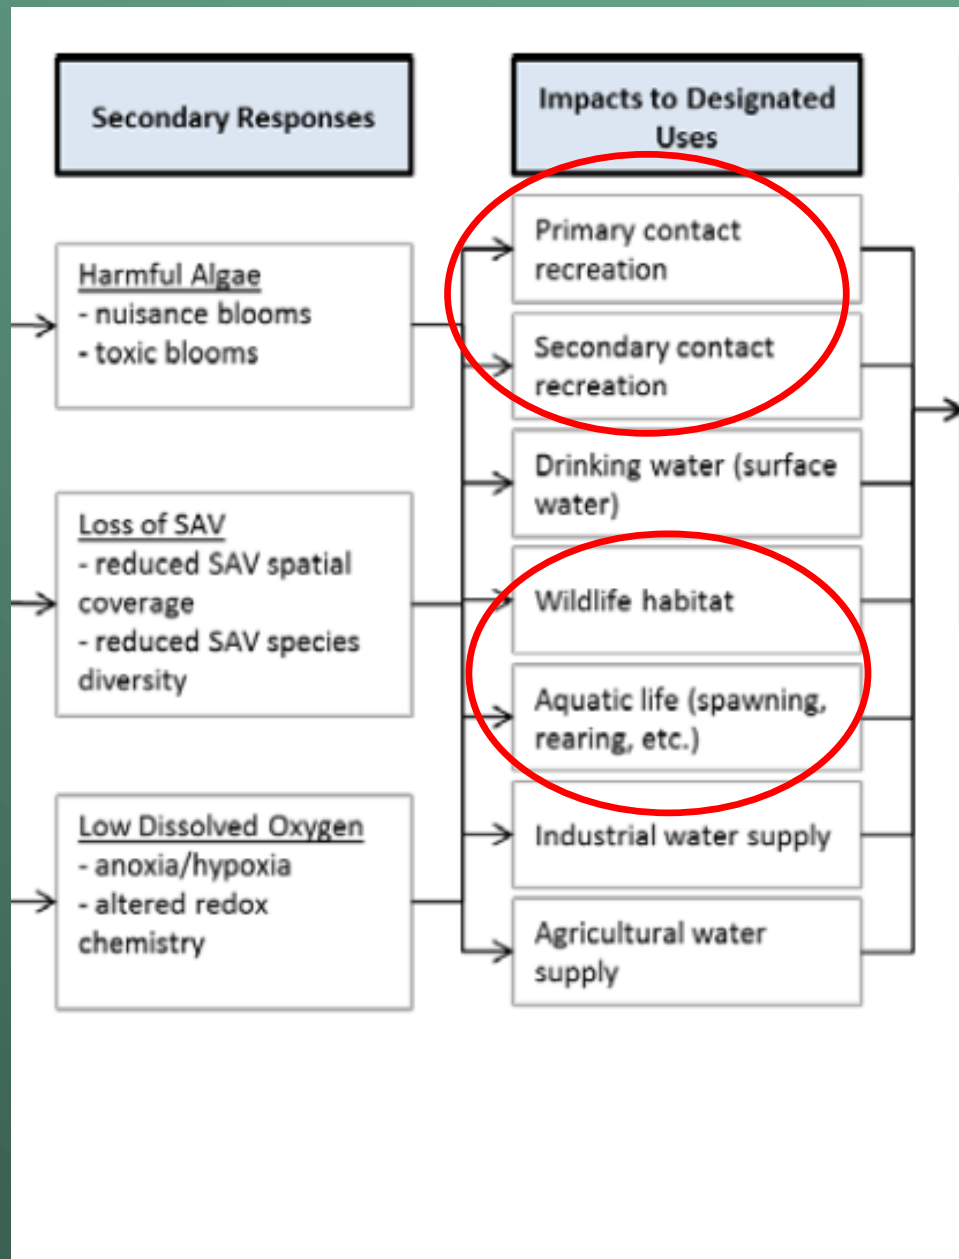 Secondary Responses
Harmful Algae
- nuisance blooms
- toxic blooms
Loss of SAV
- reduced SAV spatial
coverage
- reduced SAV species
diversity
Low Dissolved Oxygen
- anoxia/hypoxia
- altered redox
chemistry
Impacts to Designated
Uses
Primary contact
recreation
Secondary contact
recreation
Drinking water (surface
water)
Wildlife habitat
Aquatic life (spawning,
rearing, etc.)
Industrial water supply
Agricultural water
supply